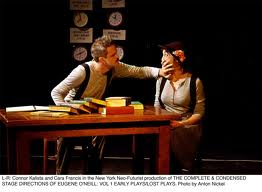 L-R: Connor Kalista and Cara Francis in the New York Neo-Futurist production of THE COMPLETE & CONDENSED
STAGE DIRECTIONS OF EUGENE O'NEILL: VOL 1 EARLY PLAYS/LOST PLAYS. Photo by Anton Nickel